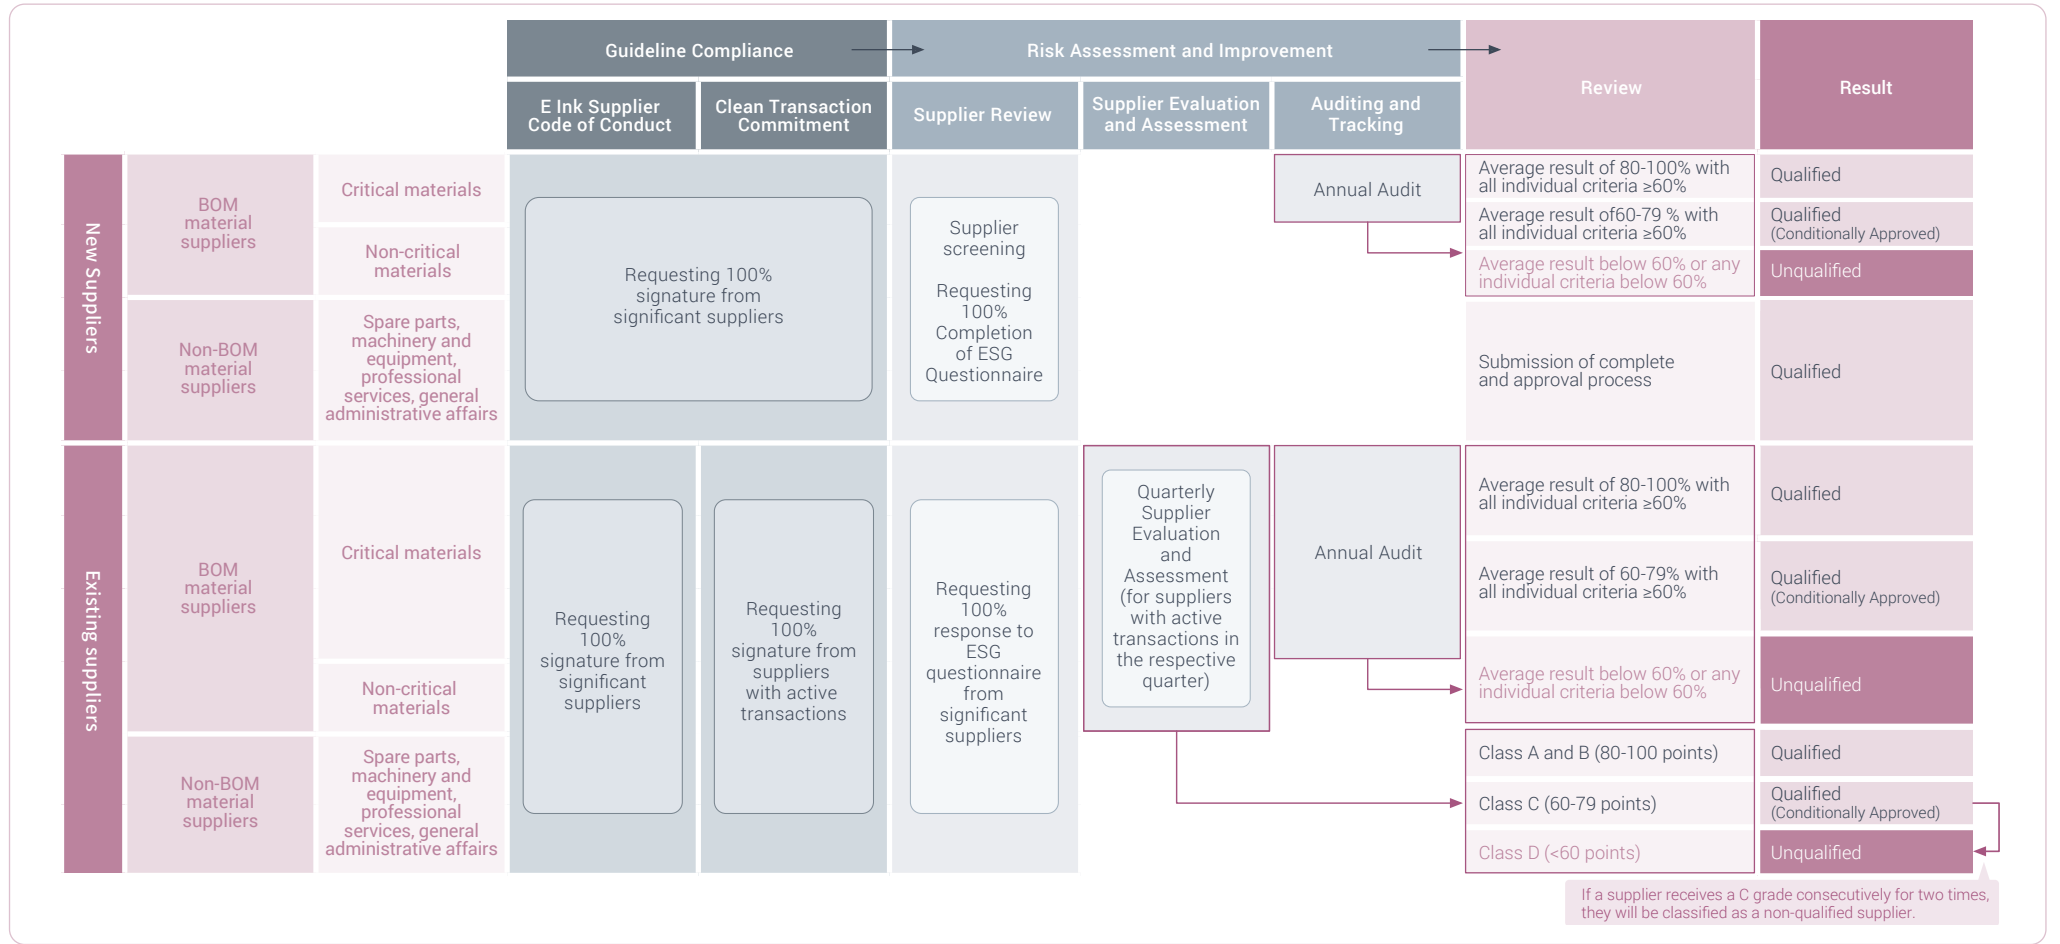 Guideline Compliance
Risk Assessment and Improvement
Review
Result
E Ink Supplier
Code of Conduct
Clean Transaction
Commitment
Supplier Review
Supplier Evaluation
and Assessment
Auditing and
Tracking
New Suppliers
BOM
material
suppliers
Critical materials
Non-critical
materials
Non-BOM
material
suppliers
Spare parts,
machinery and
equipment,
professional
services, general
administrative affairs
Requesting 100%
signature from
significant suppliers
Supplier
screening
Requesting
100%
Completion
of ESG
Questionnaire
Annual Audit
Average result of 80-100% with
all individual criteria ≥60%
Qualified
Average result of60-79 % with
all individual criteria ≥60%
Qualified
(Conditionally Approved)
Average result below 60% or any
individual criteria below 60%
Unqualified
Submission of complete
and approval process
Qualified
Existing suppliers
BOM
material
suppliers
Critical materials
Non-critical
materials
Non-BOM
material
suppliers
Spare parts,
machinery and
equipment,
professional
services, general
administrative affairs
Requesting
100%
signature from
significant
suppliers
Requesting
100%
signature from
suppliers
with active
transactions
Requesting
100%
response to
ESG
questionnaire
from
significant
suppliers
Quarterly
Supplier
Evaluation
and
Assessment
(for suppliers
with active
transactions in
the respective
quarter)
Annual Audit
Average result of 80-100% with
all individual criteria ≥60%
Qualified
Average result of 60-79% with
all individual criteria ≥60%
Qualified
(Conditionally Approved)
Average result below 60% or any
individual criteria below 60%
Unqualified
Class A and B (80-100 points)
Qualified
Class C (60-79 points)
Qualified
(Conditionally Approved)
Class D (<60 points)
Unqualified
If a supplier receives a C grade consecutively for two times,
they will be classified as a non-qualified supplier.